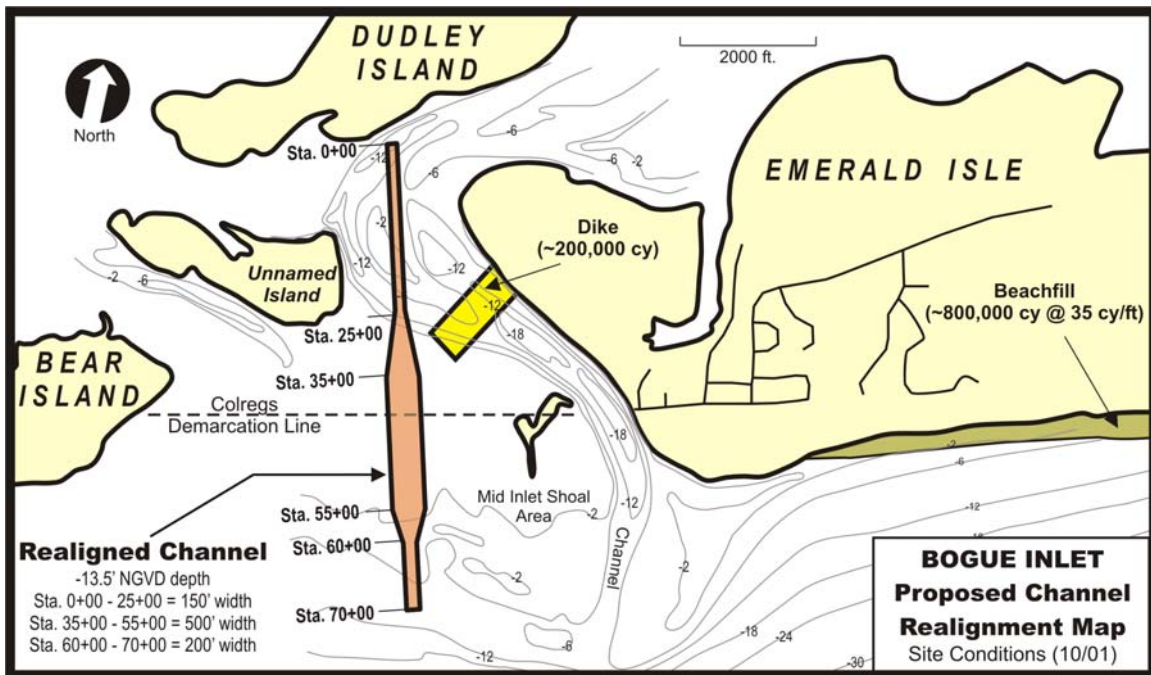 DUDLEY
ISLAND
2000 ft.
North
Sta. 0+00
-12
-6
-6
-6
-2
-2
-12
-12
-12
-18
EMERALD ISLE
Dike
(~200,000 cy)
Unnamed
Island
-2
-6
Beachfill
(~800,000 cy @ 35 cy/ft)
Sta. 25+00
BEAR
ISLAND
Sta. 35+00
Colregs
Demarcation Line
-18
-2
-6
-12
-18
Mid Inlet Shoal
Area
-2
-12
Channel
-2
-2
-6
-12
-18
-24
-30
Sta. 55+00
Sta. 60+00
Sta. 70+00
Realigned Channel
-13.5' NGVD depth
Sta. 0+00 - 25+00 = 150' width
Sta. 35+00 - 55+00 = 500' width
Sta. 60+00 - 70+00 = 200' width
BOGUE INLET
Proposed Channel
Realignment Map
Site Conditions (10/01)